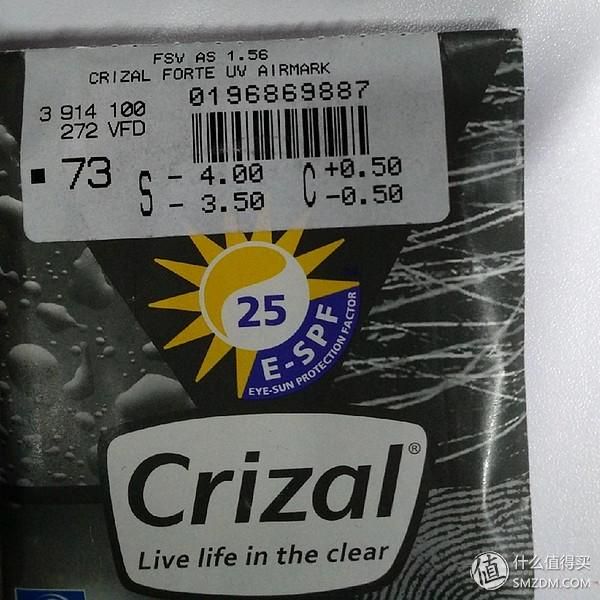 FSV AS 1.56
CRIZAL FORTE UV AIRMARK
3 914 100
272 VFD
0196869887
73
S - 4.00 C +0.50
- 3.50 -0.50
25
E-SPF
EYE-SUN PROTECTION FACTOR
Crizal®
Live life in the clear
值 什么值得买
SMZDM.COM